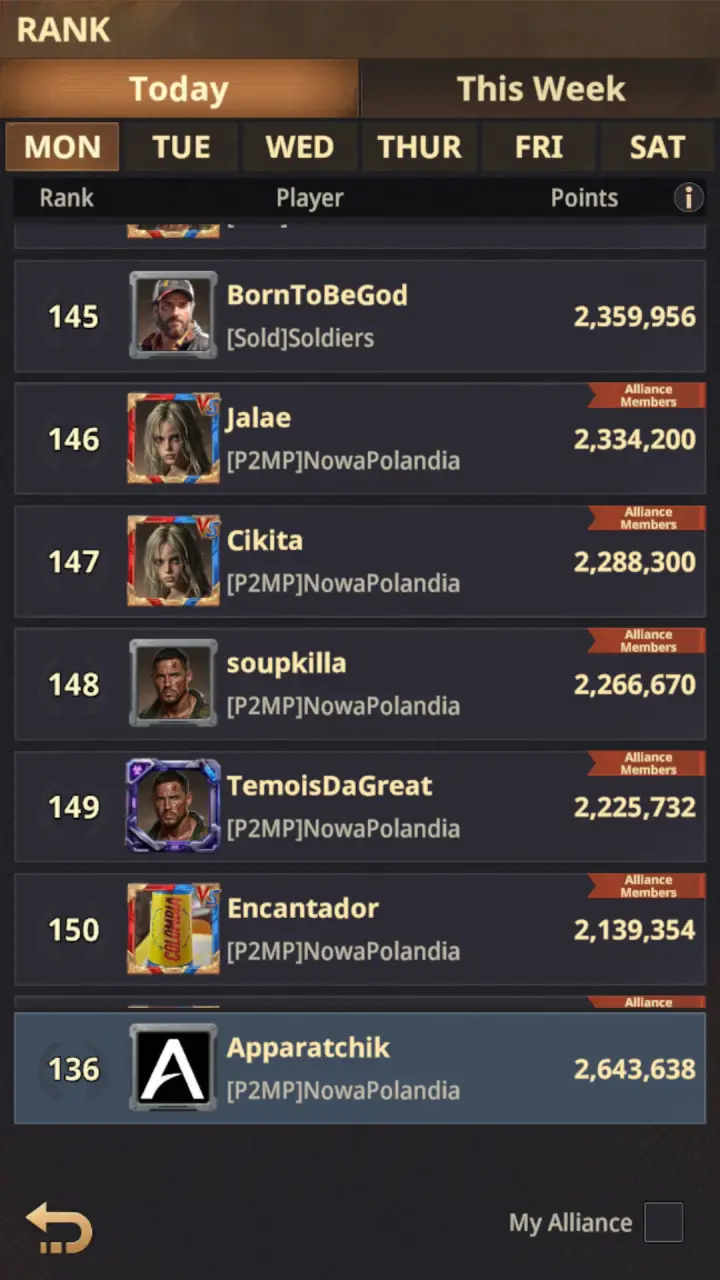 RANK
Today This Week
MON TUE WED THUR FRI SAT
Rank Player Points i
145 BornToBeGod 2,359,956
[Sold]Soldiers
Alliance Members
146 Jalae 2,334,200
[P2MP]NowaPolandia
Alliance Members
147 Cikita 2,288,300
[P2MP]NowaPolandia
Alliance Members
148 soupkilla 2,266,670
[P2MP]NowaPolandia
Alliance Members
149 TemoisDaGreat 2,225,732
[P2MP]NowaPolandia
Alliance Members
150 Encantador 2,139,354
COLOMBIA
[P2MP]NowaPolandia
Alliance
136 Apparatchik 2,643,638
[P2MP]NowaPolandia
My Alliance